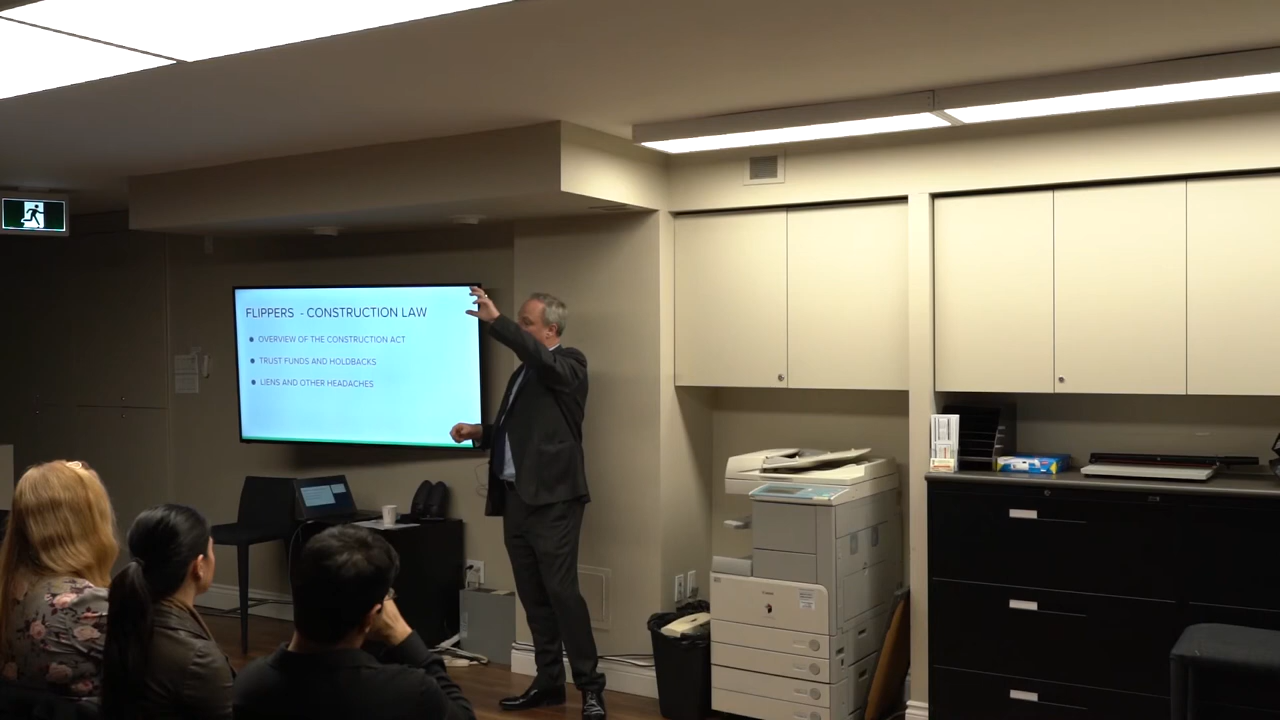 FLIPPERS - CONSTRUCTION LAW
OVERVIEW OF THE CONSTRUCTION ACT
TRUST FUNDS AND HOLDBACKS
LIENS AND OTHER HEADACHES